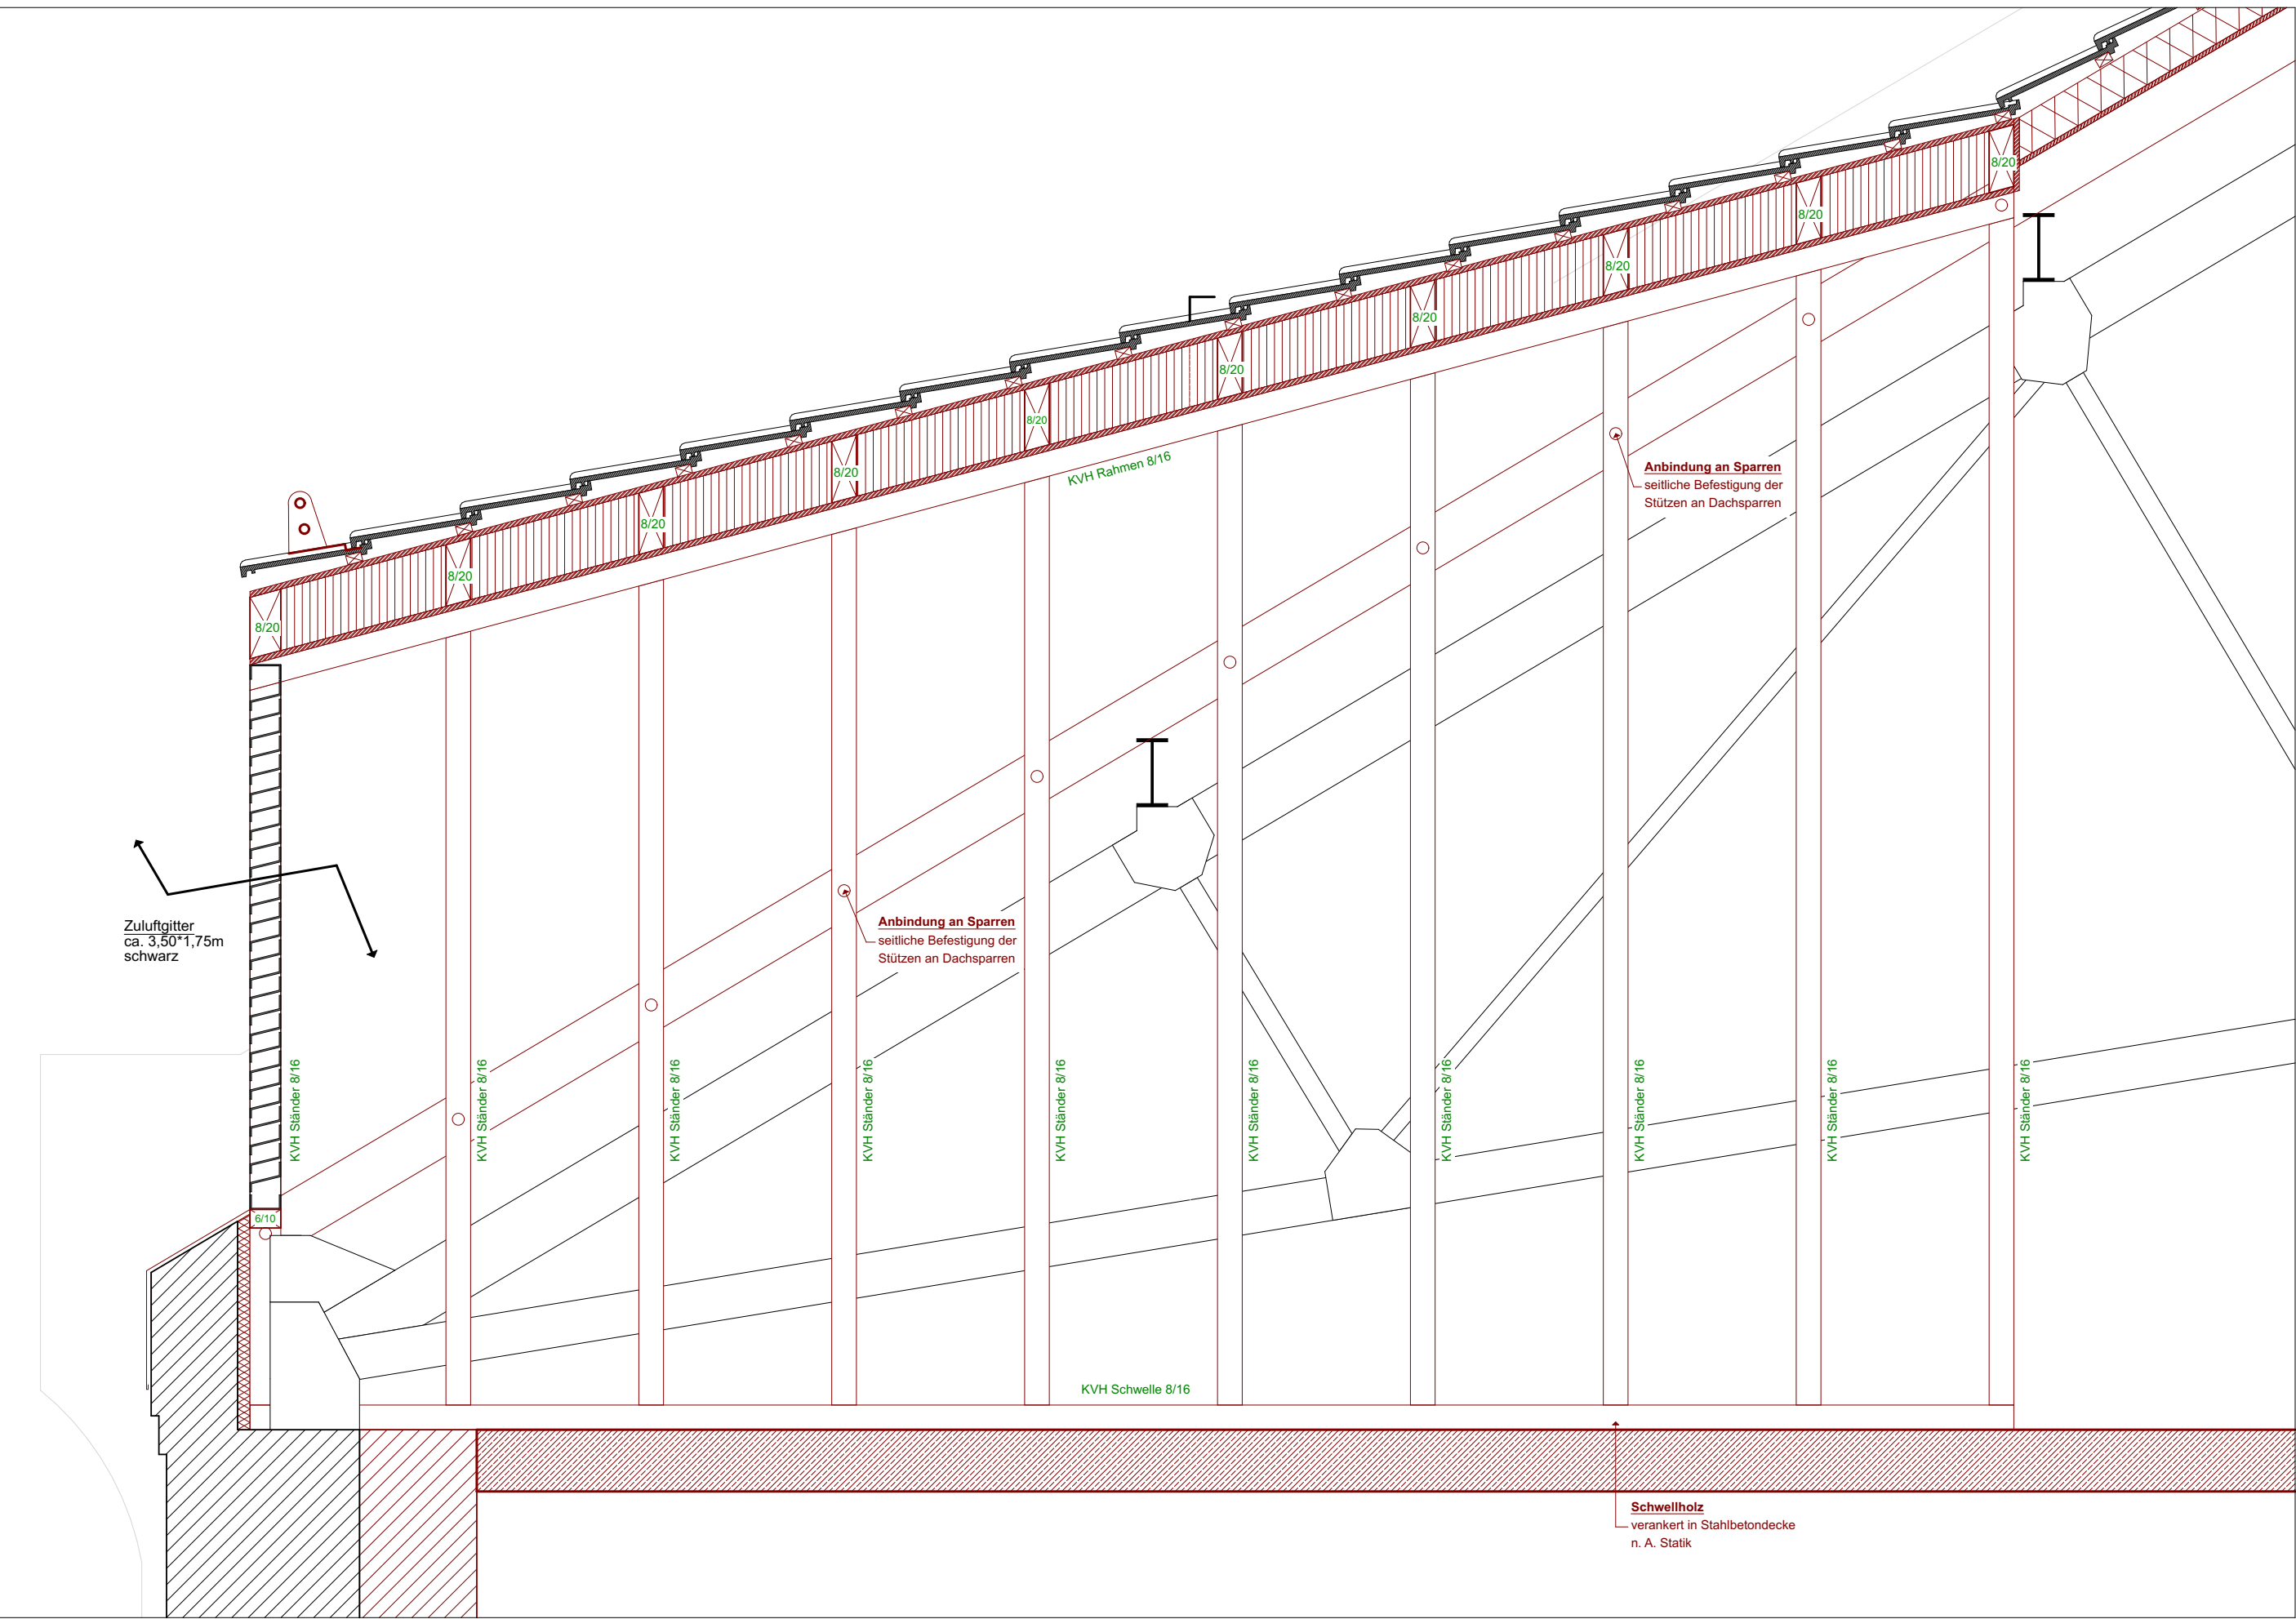 8/20
8/20
8/20
8/20
8/20
8/20
8/20
8/20
8/20
8/20
KVH Rahmen 8/16
Anbindung an Sparren
seitliche Befestigung der
Stützen an Dachsparren
Anbindung an Sparren
seitliche Befestigung der
Stützen an Dachsparren
Zuluftgitter
ca. 3,50*1,75m
schwarz
KVH Ständer 8/16
KVH Ständer 8/16
KVH Ständer 8/16
KVH Ständer 8/16
KVH Ständer 8/16
KVH Ständer 8/16
KVH Ständer 8/16
KVH Ständer 8/16
KVH Ständer 8/16
KVH Ständer 8/16
6/10
KVH Schwelle 8/16
Schwellholz
verankert in Stahlbetondecke
n. A. Statik